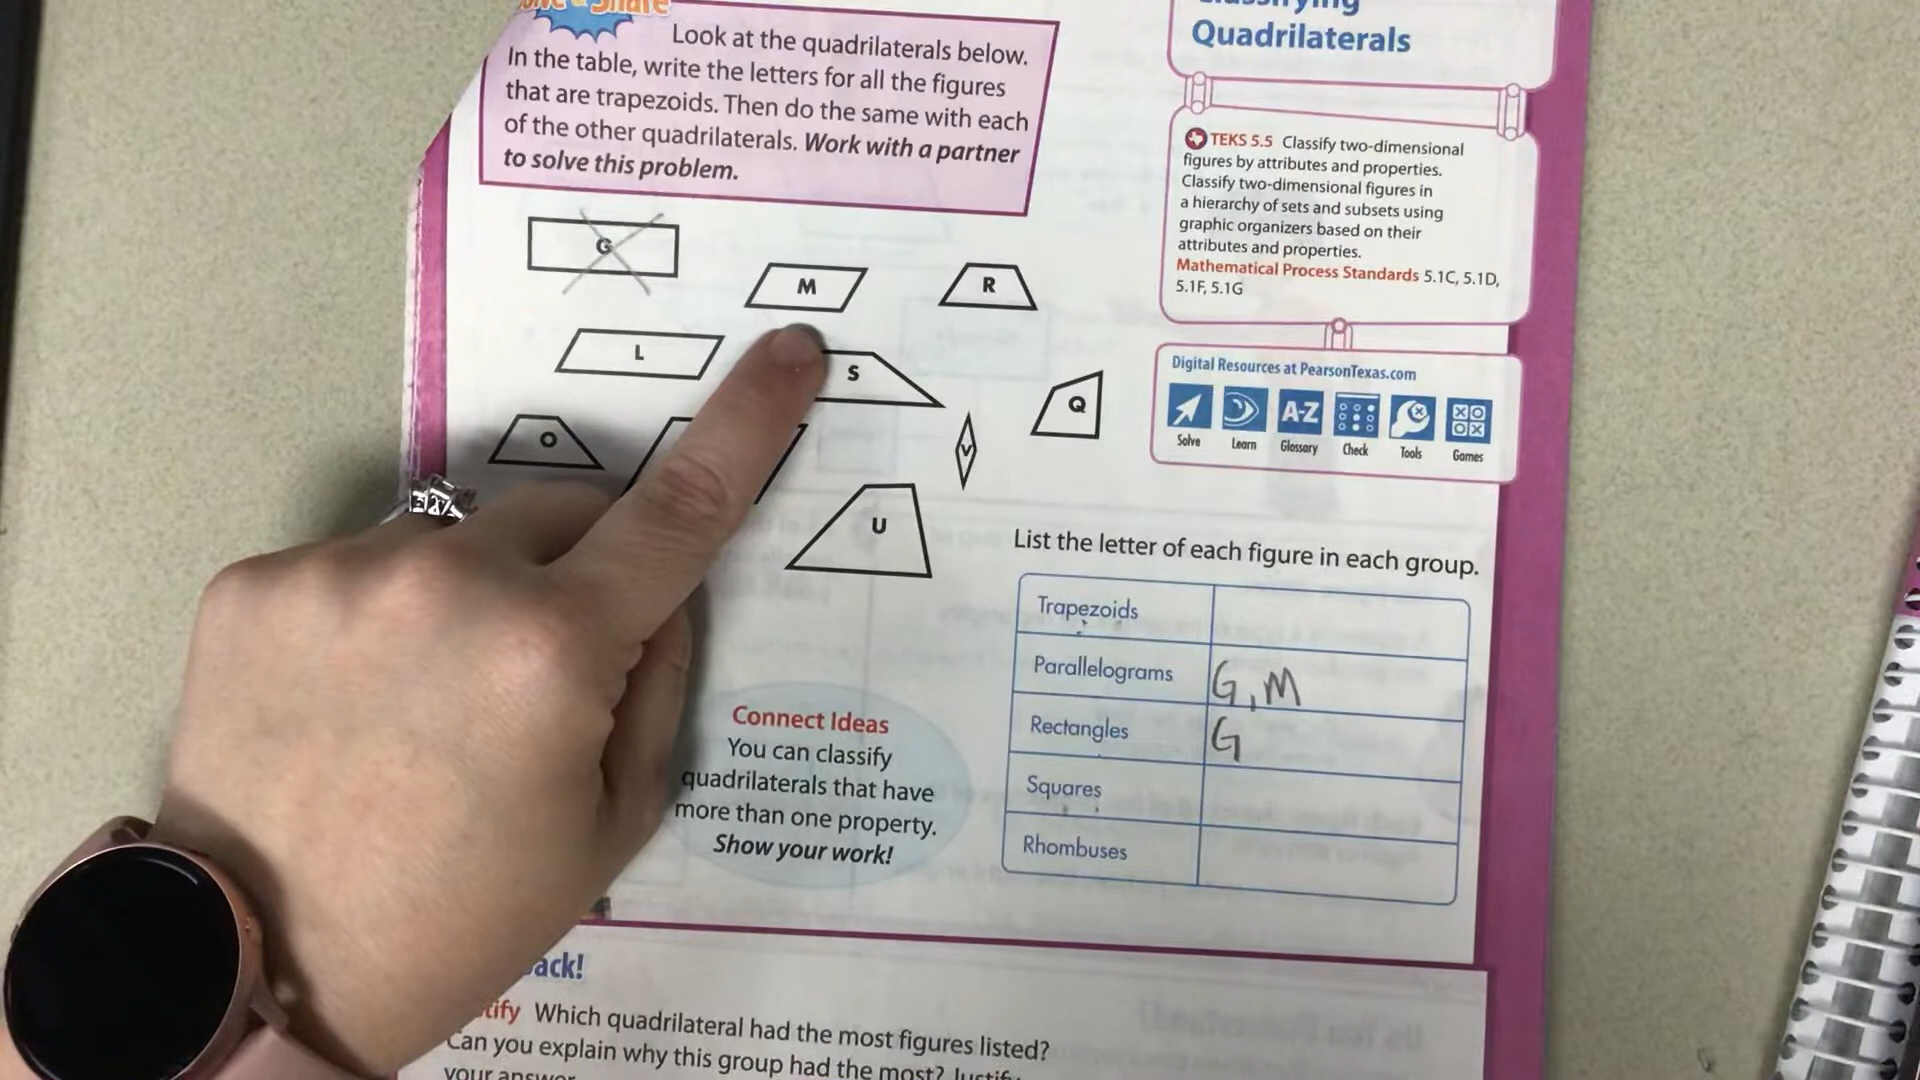 & Share
Look at the quadrilaterals below.
In the table, write the letters for all the figures
that are trapezoids. Then do the same with each
of the other quadrilaterals. Work with a partner
to solve this problem.
Quadrilaterals
TEKS 5.5 Classify two-dimensional
figures by attributes and properties.
Classify two-dimensional figures in
a hierarchy of sets and subsets using
graphic organizers based on their
attributes and properties.
Mathematical Process Standards 5.1C, 5.1D,
5.1F, 5.1G
Digital Resources at PearsonTexas.com
A-Z
Solve Learn Glossary Check Tools Games
G
M
R
L
S
Q
O
V
U
List the letter of each figure in each group.
Trapezoids
Parallelograms G, M
Rectangles G
Squares
Rhombuses
Connect Ideas
You can classify
quadrilaterals that have
more than one property.
Show your work!
ack!
tify Which quadrilateral had the most figures listed?
Can you explain why this group had the most? Justify
your answer